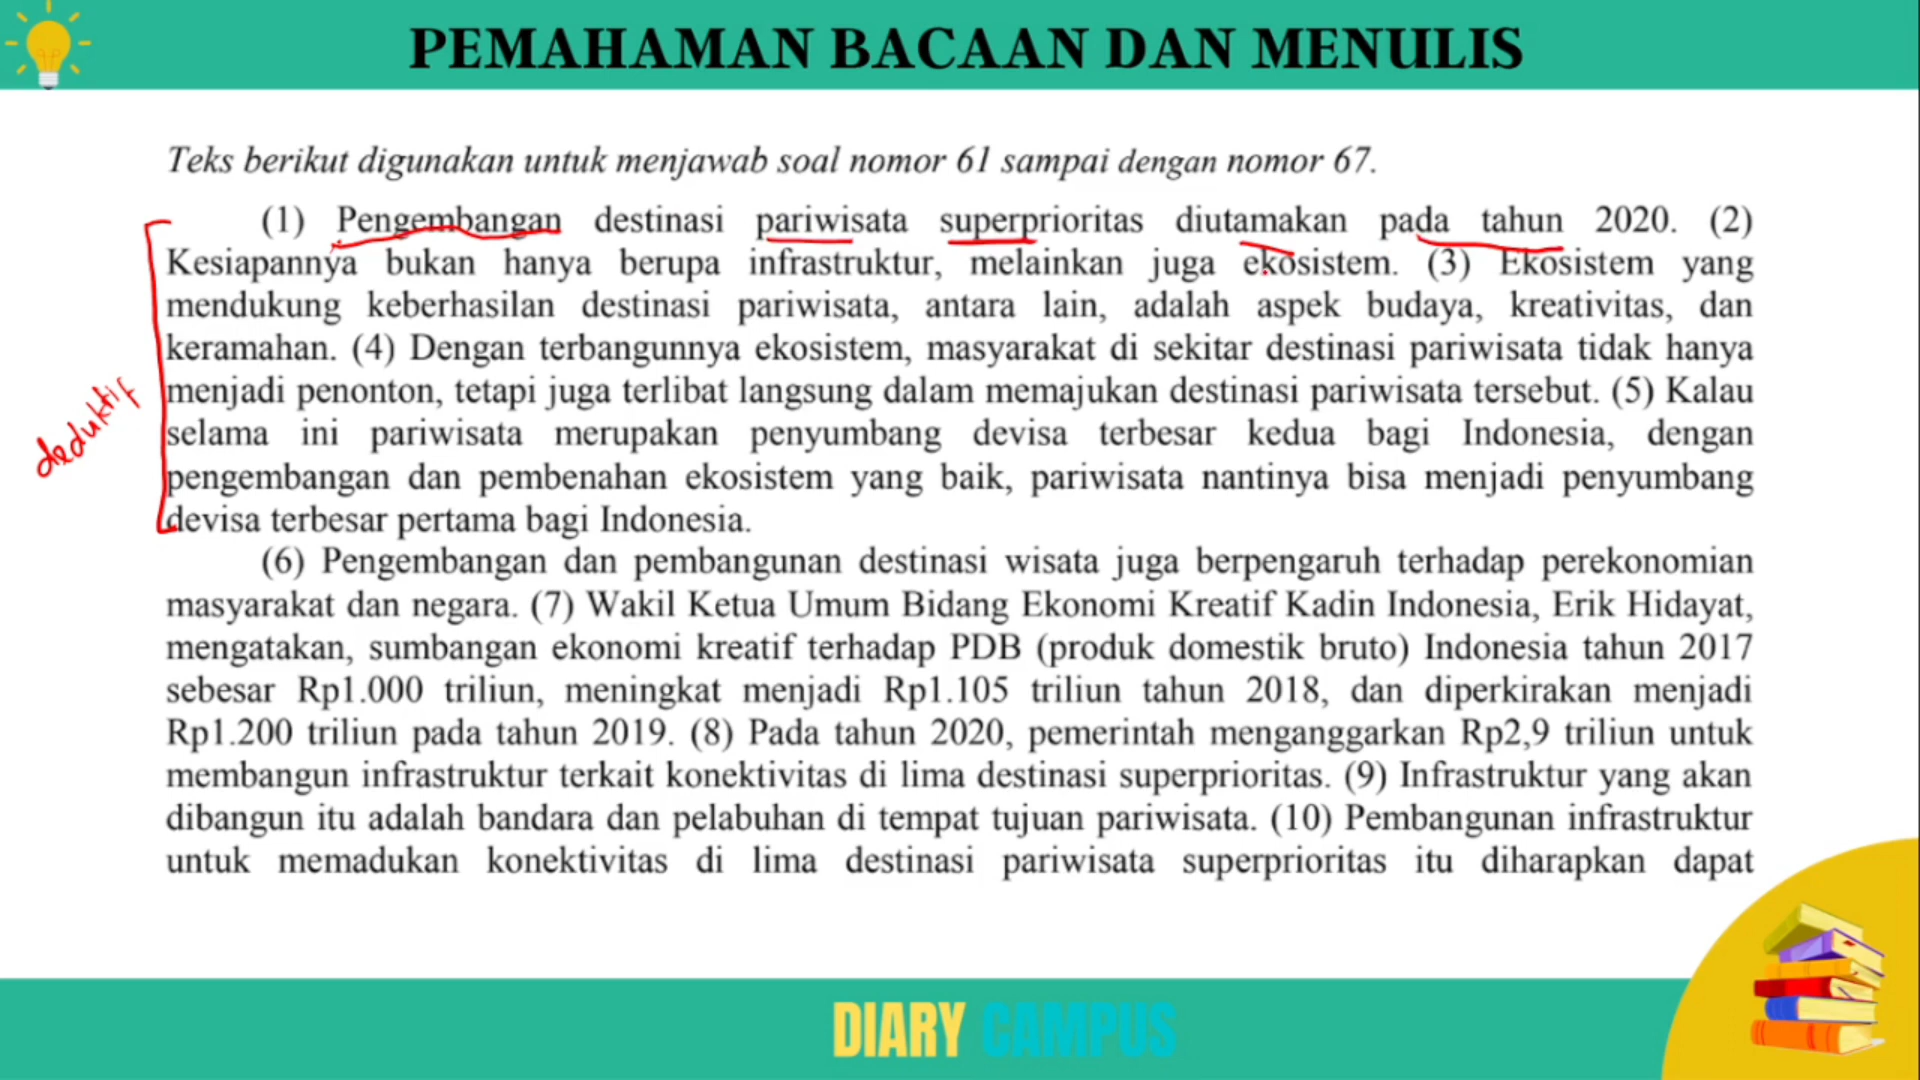 PEMAHAMAN BACAAN DAN MENULIS
Teks berikut digunakan untuk menjawab soal nomor 61 sampai dengan nomor 67.
(1) Pengembangan destinasi pariwisata superprioritas diutamakan pada tahun 2020. (2)
Kesiapannya bukan hanya berupa infrastruktur, melainkan juga ekosistem. (3) Ekosistem yang
mendukung keberhasilan destinasi pariwisata, antara lain, adalah aspek budaya, kreativitas, dan
keramahan. (4) Dengan terbangunnya ekosistem, masyarakat di sekitar destinasi pariwisata tidak hanya
menjadi penonton, tetapi juga terlibat langsung dalam memajukan destinasi pariwisata tersebut. (5) Kalau
selama ini pariwisata merupakan penyumbang devisa terbesar kedua bagi Indonesia, dengan
pengembangan dan pembenahan ekosistem yang baik, pariwisata nantinya bisa menjadi penyumbang
devisa terbesar pertama bagi Indonesia.
deduktif
(6) Pengembangan dan pembangunan destinasi wisata juga berpengaruh terhadap perekonomian
masyarakat dan negara. (7) Wakil Ketua Umum Bidang Ekonomi Kreatif Kadin Indonesia, Erik Hidayat,
mengatakan, sumbangan ekonomi kreatif terhadap PDB (produk domestik bruto) Indonesia tahun 2017
sebesar Rp1.000 triliun, meningkat menjadi Rp1.105 triliun tahun 2018, dan diperkirakan menjadi
Rp1.200 triliun pada tahun 2019. (8) Pada tahun 2020, pemerintah menganggarkan Rp2,9 triliun untuk
membangun infrastruktur terkait konektivitas di lima destinasi superprioritas. (9) Infrastruktur yang akan
dibangun itu adalah bandara dan pelabuhan di tempat tujuan pariwisata. (10) Pembangunan infrastruktur
untuk memadukan konektivitas di lima destinasi pariwisata superprioritas itu diharapkan dapat
DIARY CAMPUS